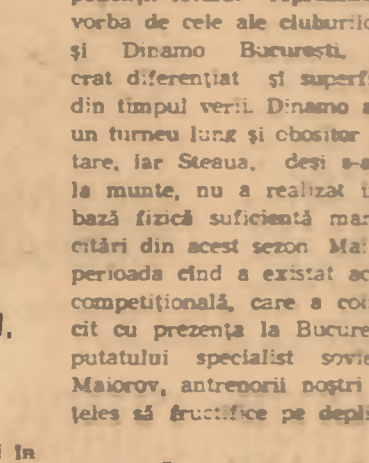 vorba de cele ale cluburilo
și Dinamo București,
crat diferențiat și superfi
din timpul verii. Dinamo a
un turneu lung și obositor
tare, iar Steaua, deși s-a
la munte, nu a realizat
bază fizică suficientă mar
citări din acest sezon. Mai
perioada cînd a existat ac
competițională, care a coi
cit cu prezența la Bucure
putatului specialist sovie
Maiorov, antrenorii noștri
țeles să fructifice pe depli
în